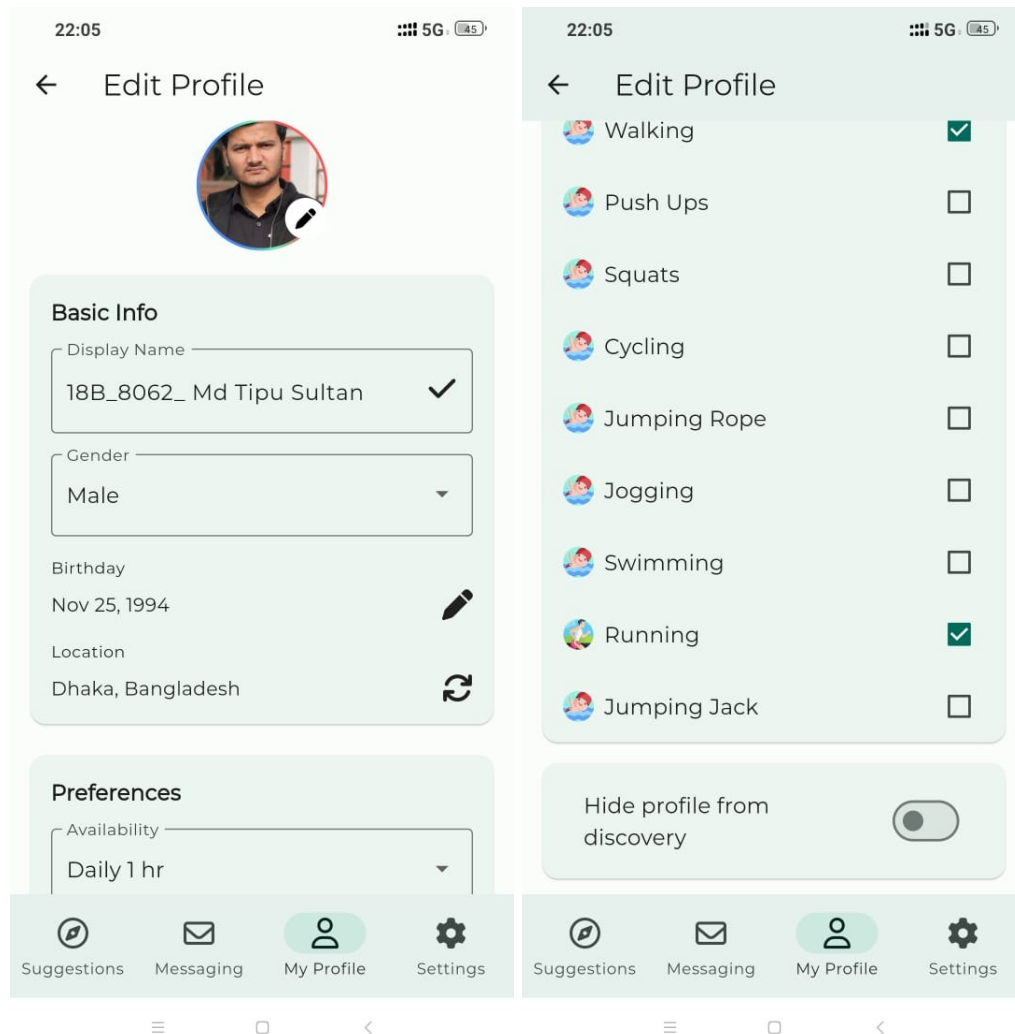 22:05
5G
45
Edit Profile
Basic Info
Display Name
18B_8062_ Md Tipu Sultan
Gender
Male
Birthday
Nov 25, 1994
Location
Dhaka, Bangladesh
Preferences
Availability
Daily 1 hr
Suggestions Messaging My Profile Settings
22:05
5G
45
Edit Profile
Walking
Push Ups
Squats
Cycling
Jumping Rope
Jogging
Swimming
Running
Jumping Jack
Hide profile from
discovery
Suggestions Messaging My Profile Settings